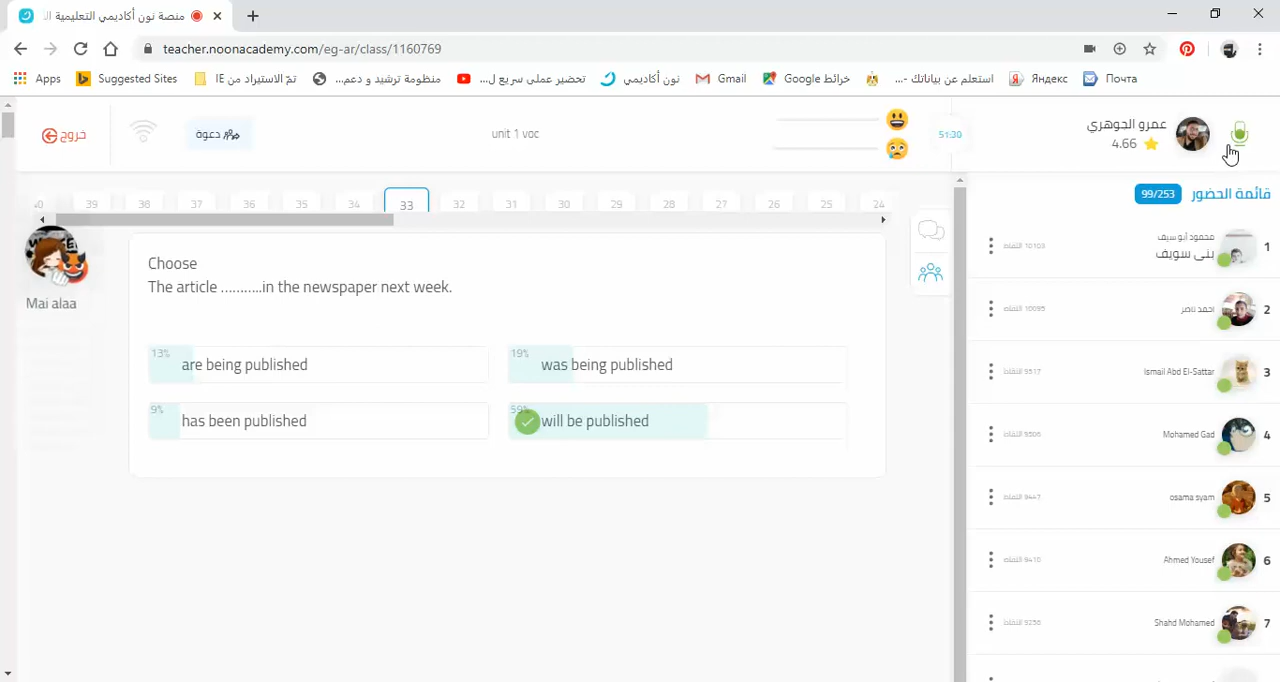 منصة نون أكاديمي التعليمية
teacher.noonacademy.com/eg-ar/class/1160769
Apps
Suggested Sites
تمّ الاستيراد من IE
منظومة ترشيد و دعم...
تحضير عملى سريع ل...
نون أكاديمي
Gmail
خرائط Google
استعلم عن بياناتك -...
Яндекс
Почта
خروج
دعوة
unit 1 voc
51:30
عمرو الجوهري
4.66
40 39 38 37 36 35 34 33 32 31 30 29 28 27 26 25 24
قائمة الحضور
99/253
Mai alaa
Choose
The article ...........in the newspaper next week.
13%
are being published
19%
was being published
9%
has been published
59%
will be published
1
محمود أبو سيف
بنى سويف
2
احمد ناصر
3
Ismail Abd El-Sattar
4
Mohamed Gad
5
osama syam
6
Ahmed Yousef
7
Shahd Mohamed